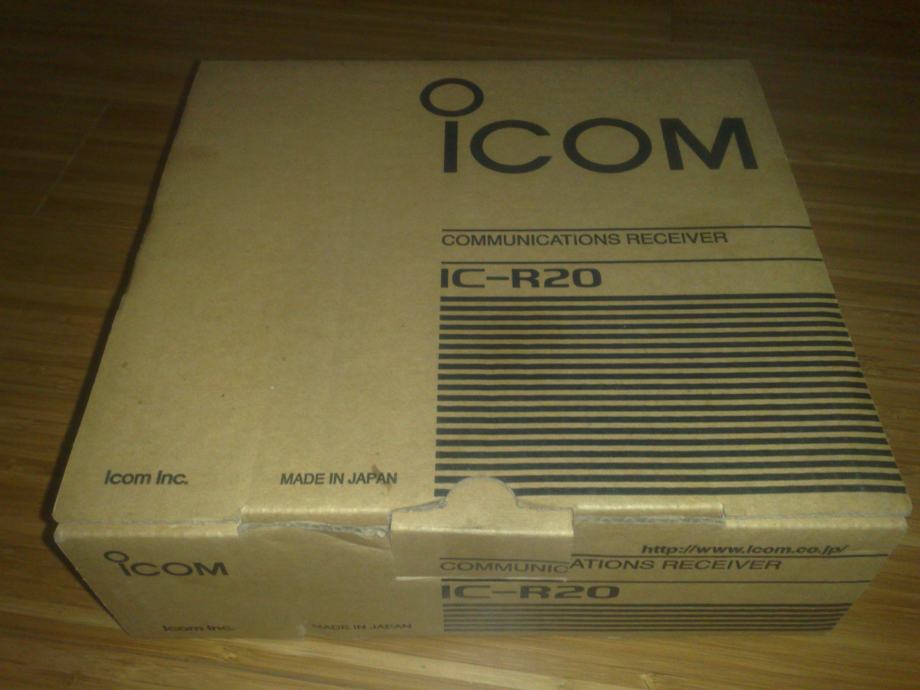 ICOM
COMMUNICATIONS RECEIVER
IC-R20
Icom Inc. MADE IN JAPAN
http://www.icom.co.jp/
ICOM
COMMUNICATIONS RECEIVER
IC-R20
Icom Inc. MADE IN JAPAN